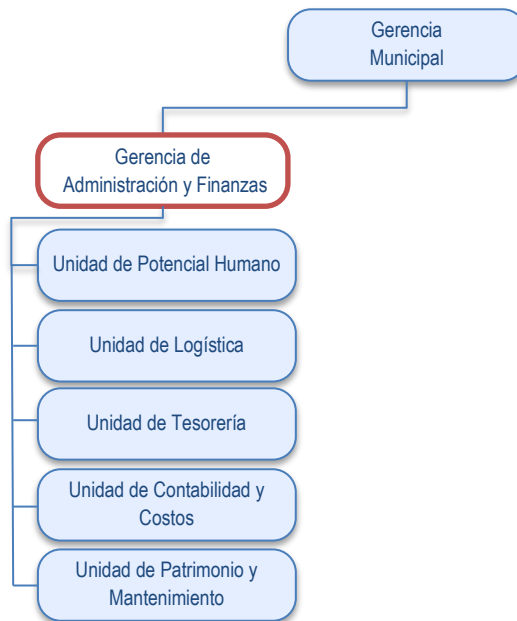 Gerencia
Municipal
Gerencia de
Administración y Finanzas
Unidad de Potencial Humano
Unidad de Logística
Unidad de Tesorería
Unidad de Contabilidad y
Costos
Unidad de Patrimonio y
Mantenimiento